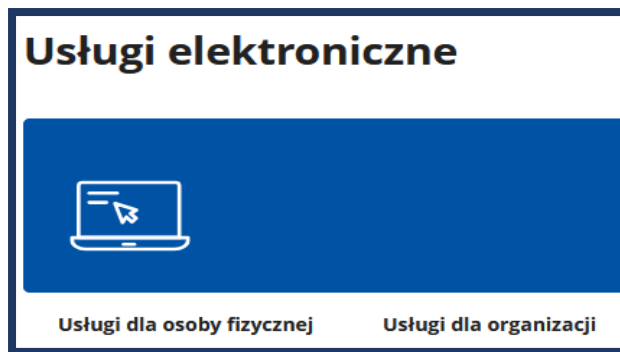 Usługi elektroniczne
Usługi dla osoby fizycznej Usługi dla organizacji